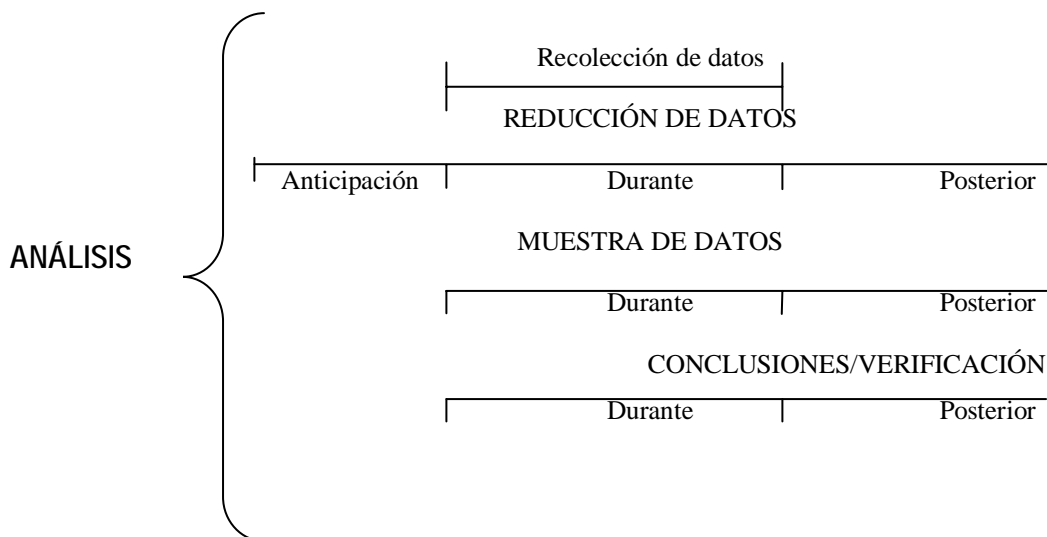 Recolección de datos
REDUCCIÓN DE DATOS
Anticipación Durante Posterior
MUESTRA DE DATOS
ANÁLISIS
Durante Posterior
CONCLUSIONES/VERIFICACIÓN
Durante Posterior